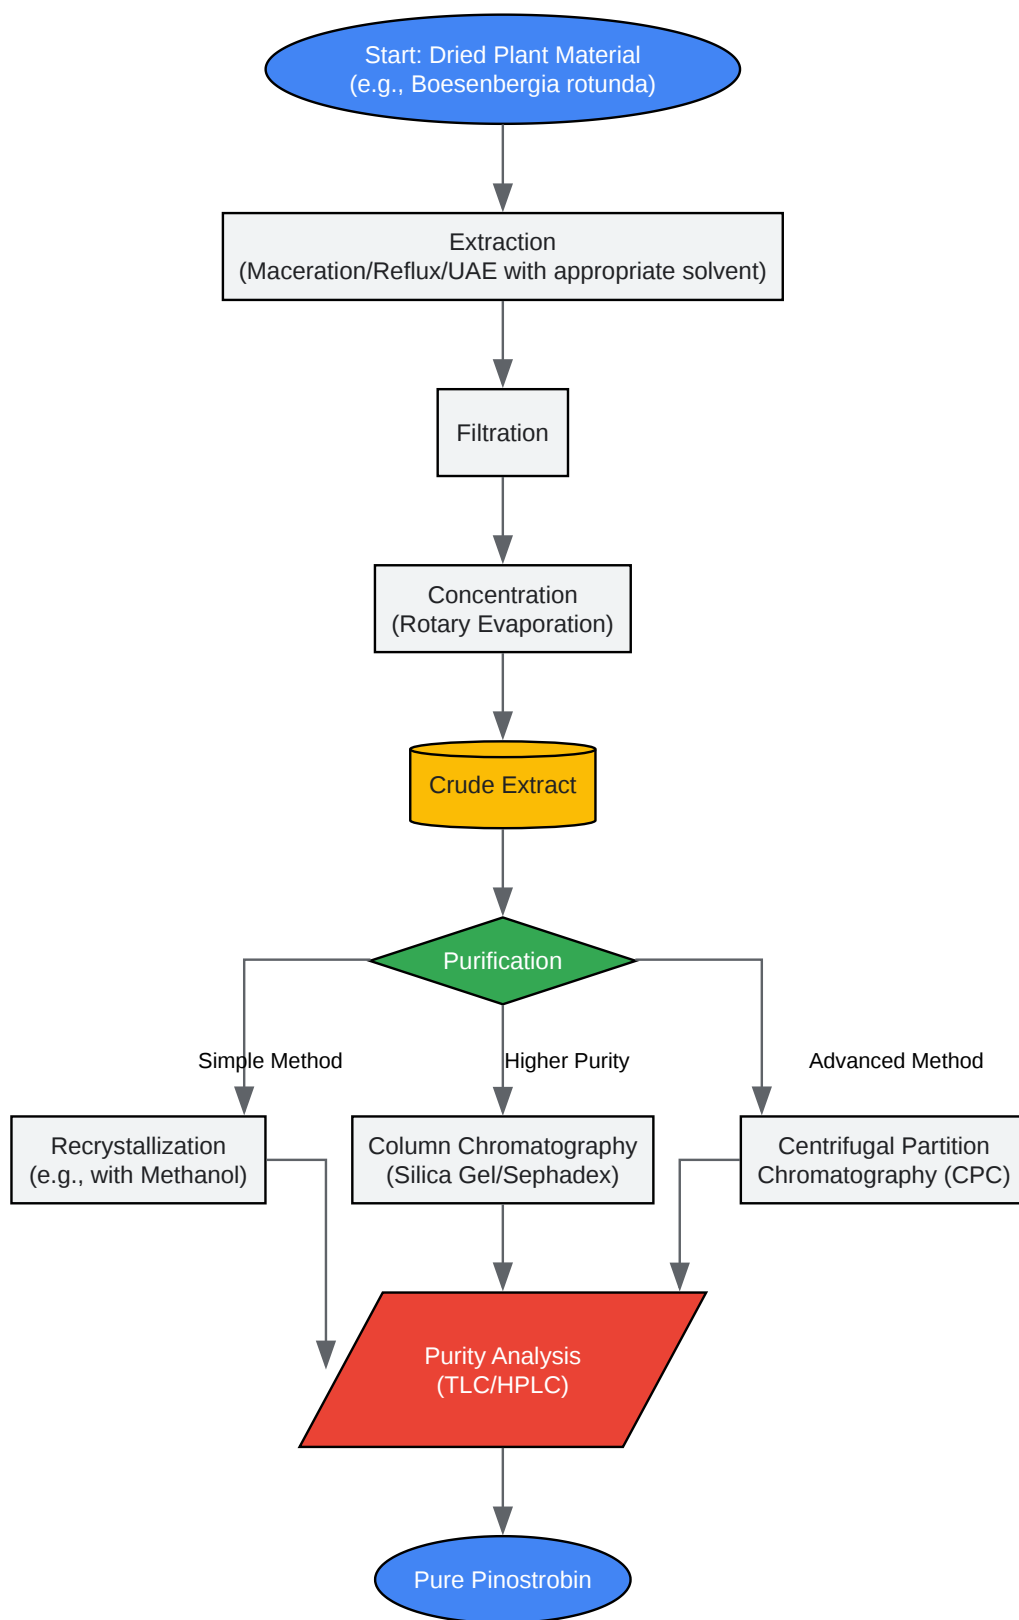 Start: Dried Plant Material
(e.g., Boesenbergia rotunda)
Extraction
(Maceration/Reflux/UAE with appropriate solvent)
Filtration
Concentration
(Rotary Evaporation)
Crude Extract
Purification
Simple Method
Higher Purity
Advanced Method
Recrystallization
(e.g., with Methanol)
Column Chromatography
(Silica Gel/Sephadex)
Centrifugal Partition
Chromatography (CPC)
Purity Analysis
(TLC/HPLC)
Pure Pinostrobin